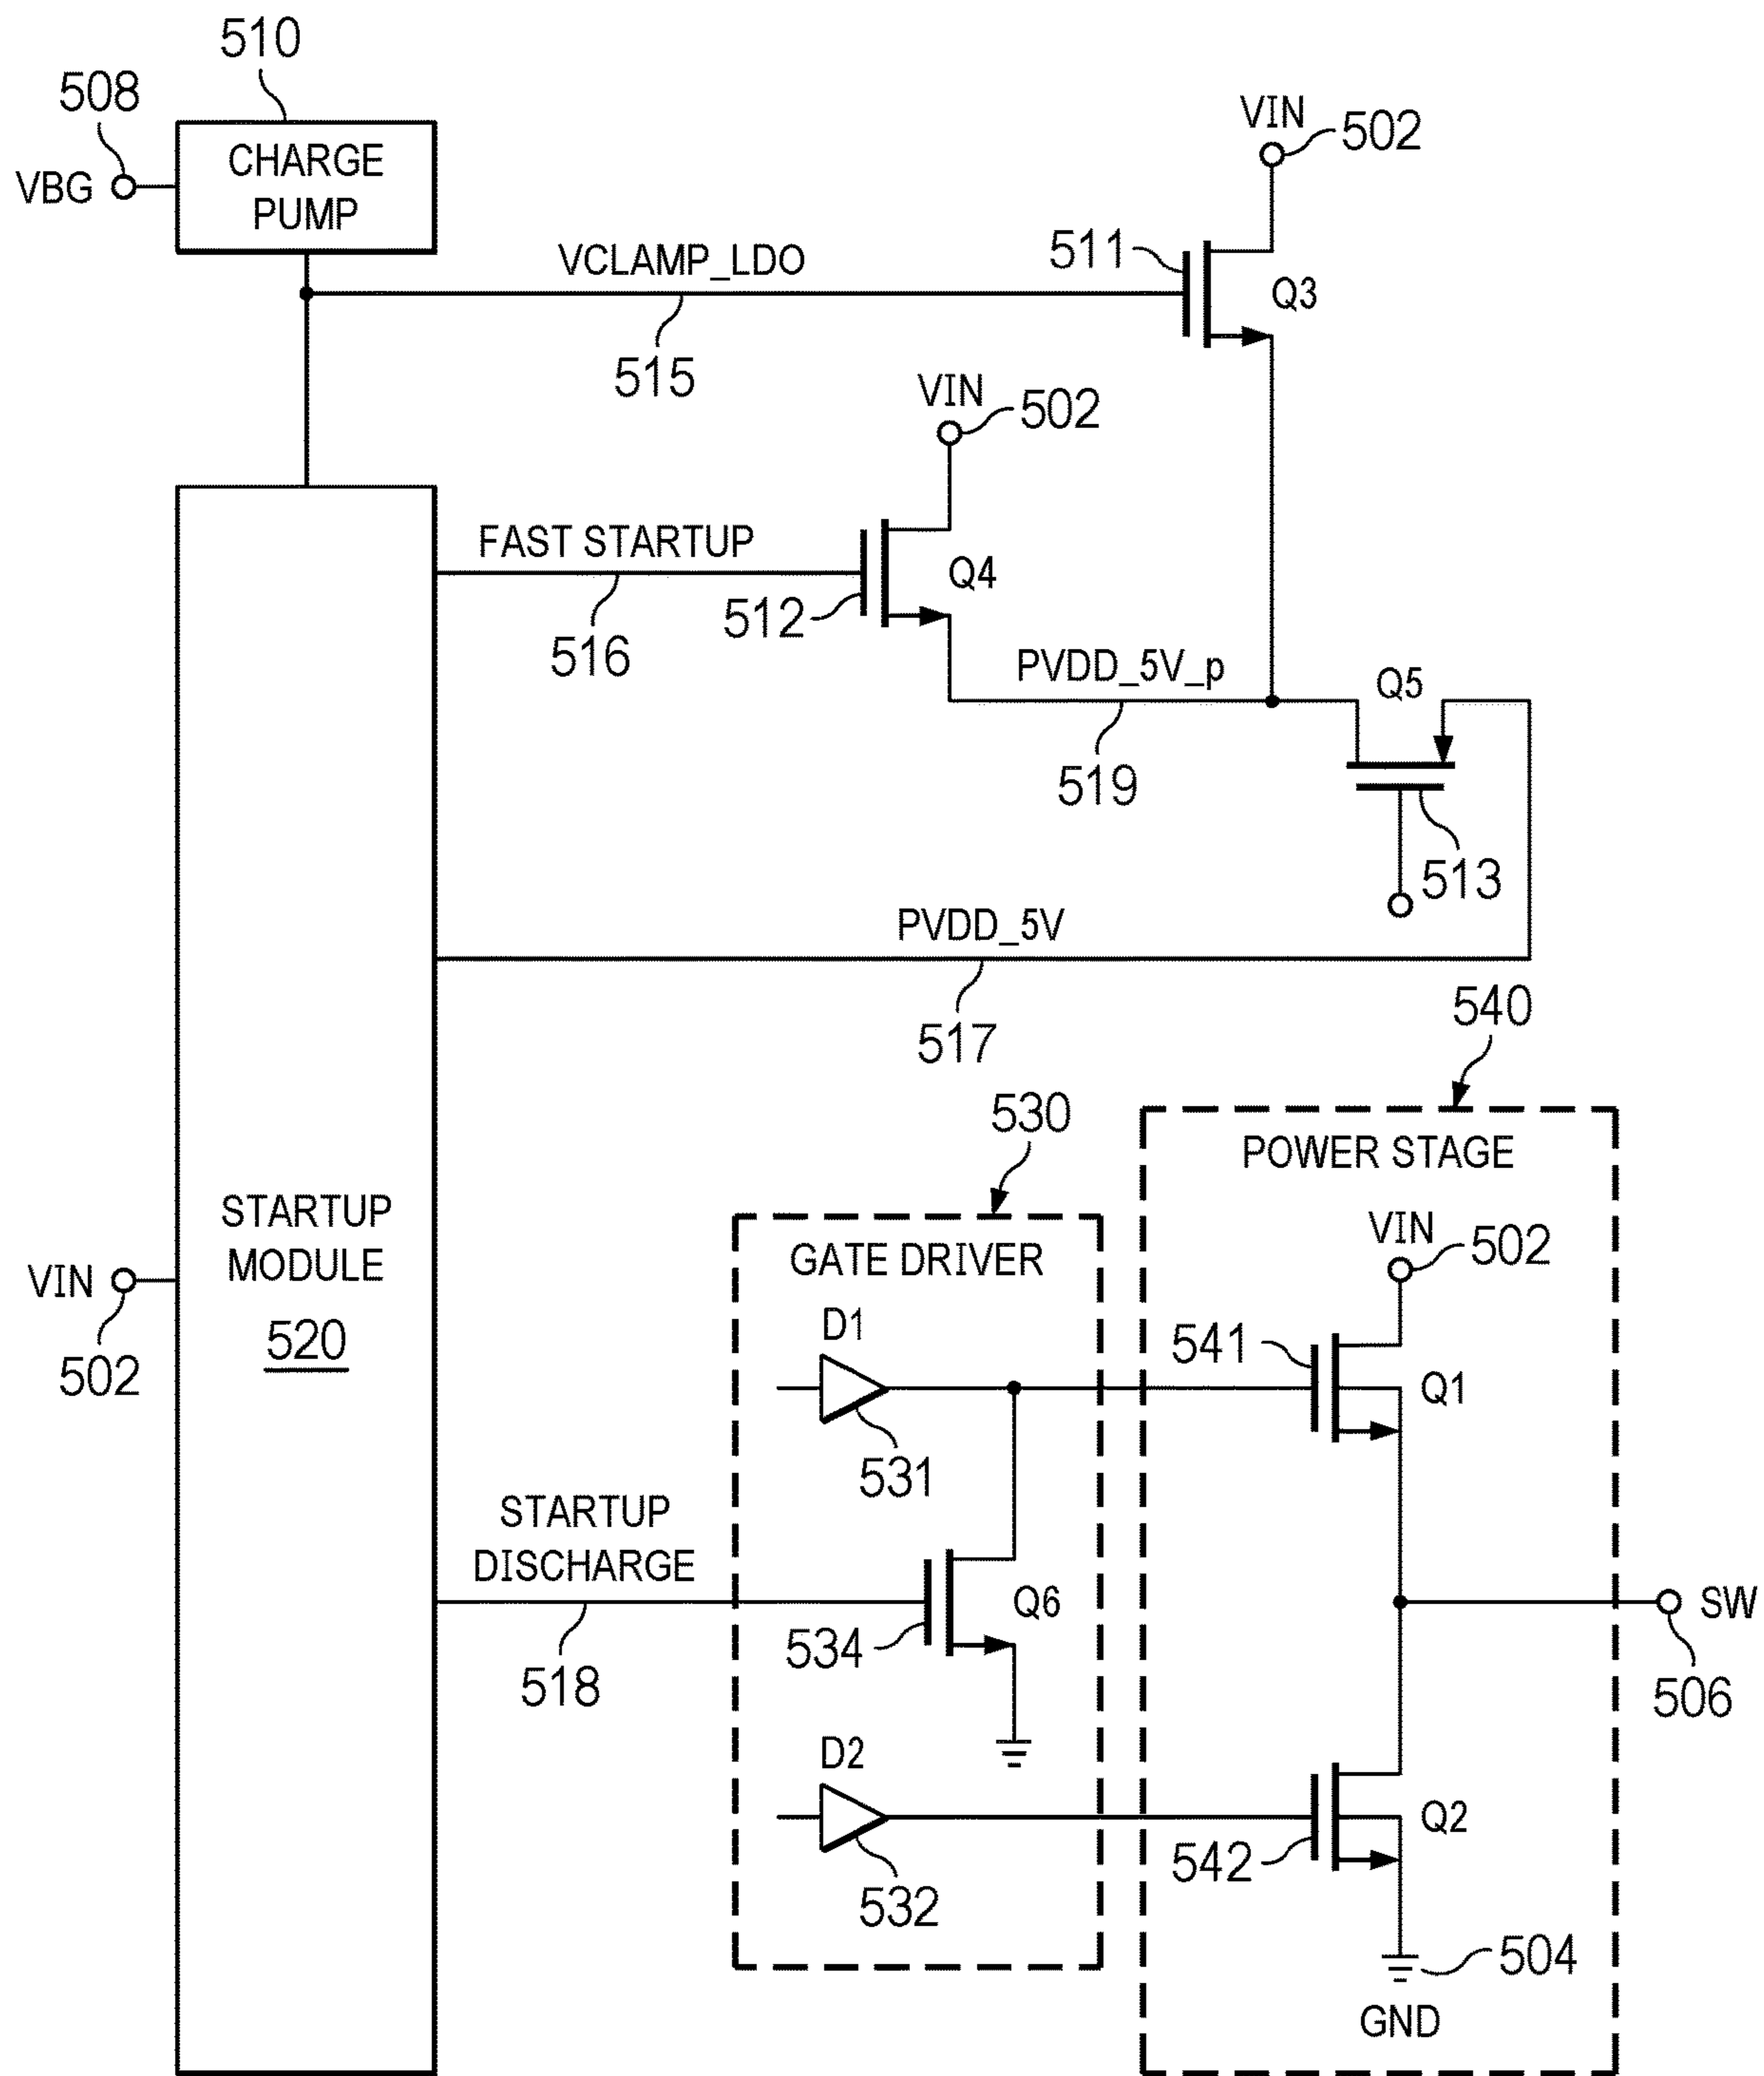 510
508
VBG
CHARGE
PUMP
VIN
502
511
VCLAMP_LDO
Q3
515
VIN
502
FAST STARTUP
Q4
512
516
PVDD_5V_p
Q5
519
513
PVDD_5V
517
540
530
POWER STAGE
STARTUP
MODULE
520
VIN
502
GATE DRIVER
VIN
502
D1
541
Q1
531
STARTUP
DISCHARGE
Q6
534
518
SW
506
D2
Q2
542
532
504
GND